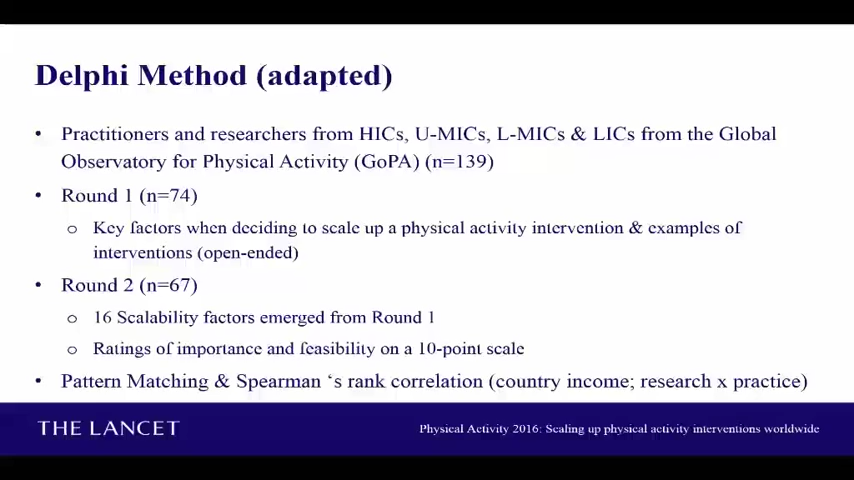 Delphi Method (adapted)
• Practitioners and researchers from HICs, U-MICs, L-MICs & LICs from the Global
Observatory for Physical Activity (GoPA) (n=139)
• Round 1 (n=74)
o Key factors when deciding to scale up a physical activity intervention & examples of
interventions (open-ended)
• Round 2 (n=67)
o 16 Scalability factors emerged from Round 1
o Ratings of importance and feasibility on a 10-point scale
• Pattern Matching & Spearman ‘s rank correlation (country income; research x practice)
THE LANCET
Physical Activity 2016: Scaling up physical activity interventions worldwide